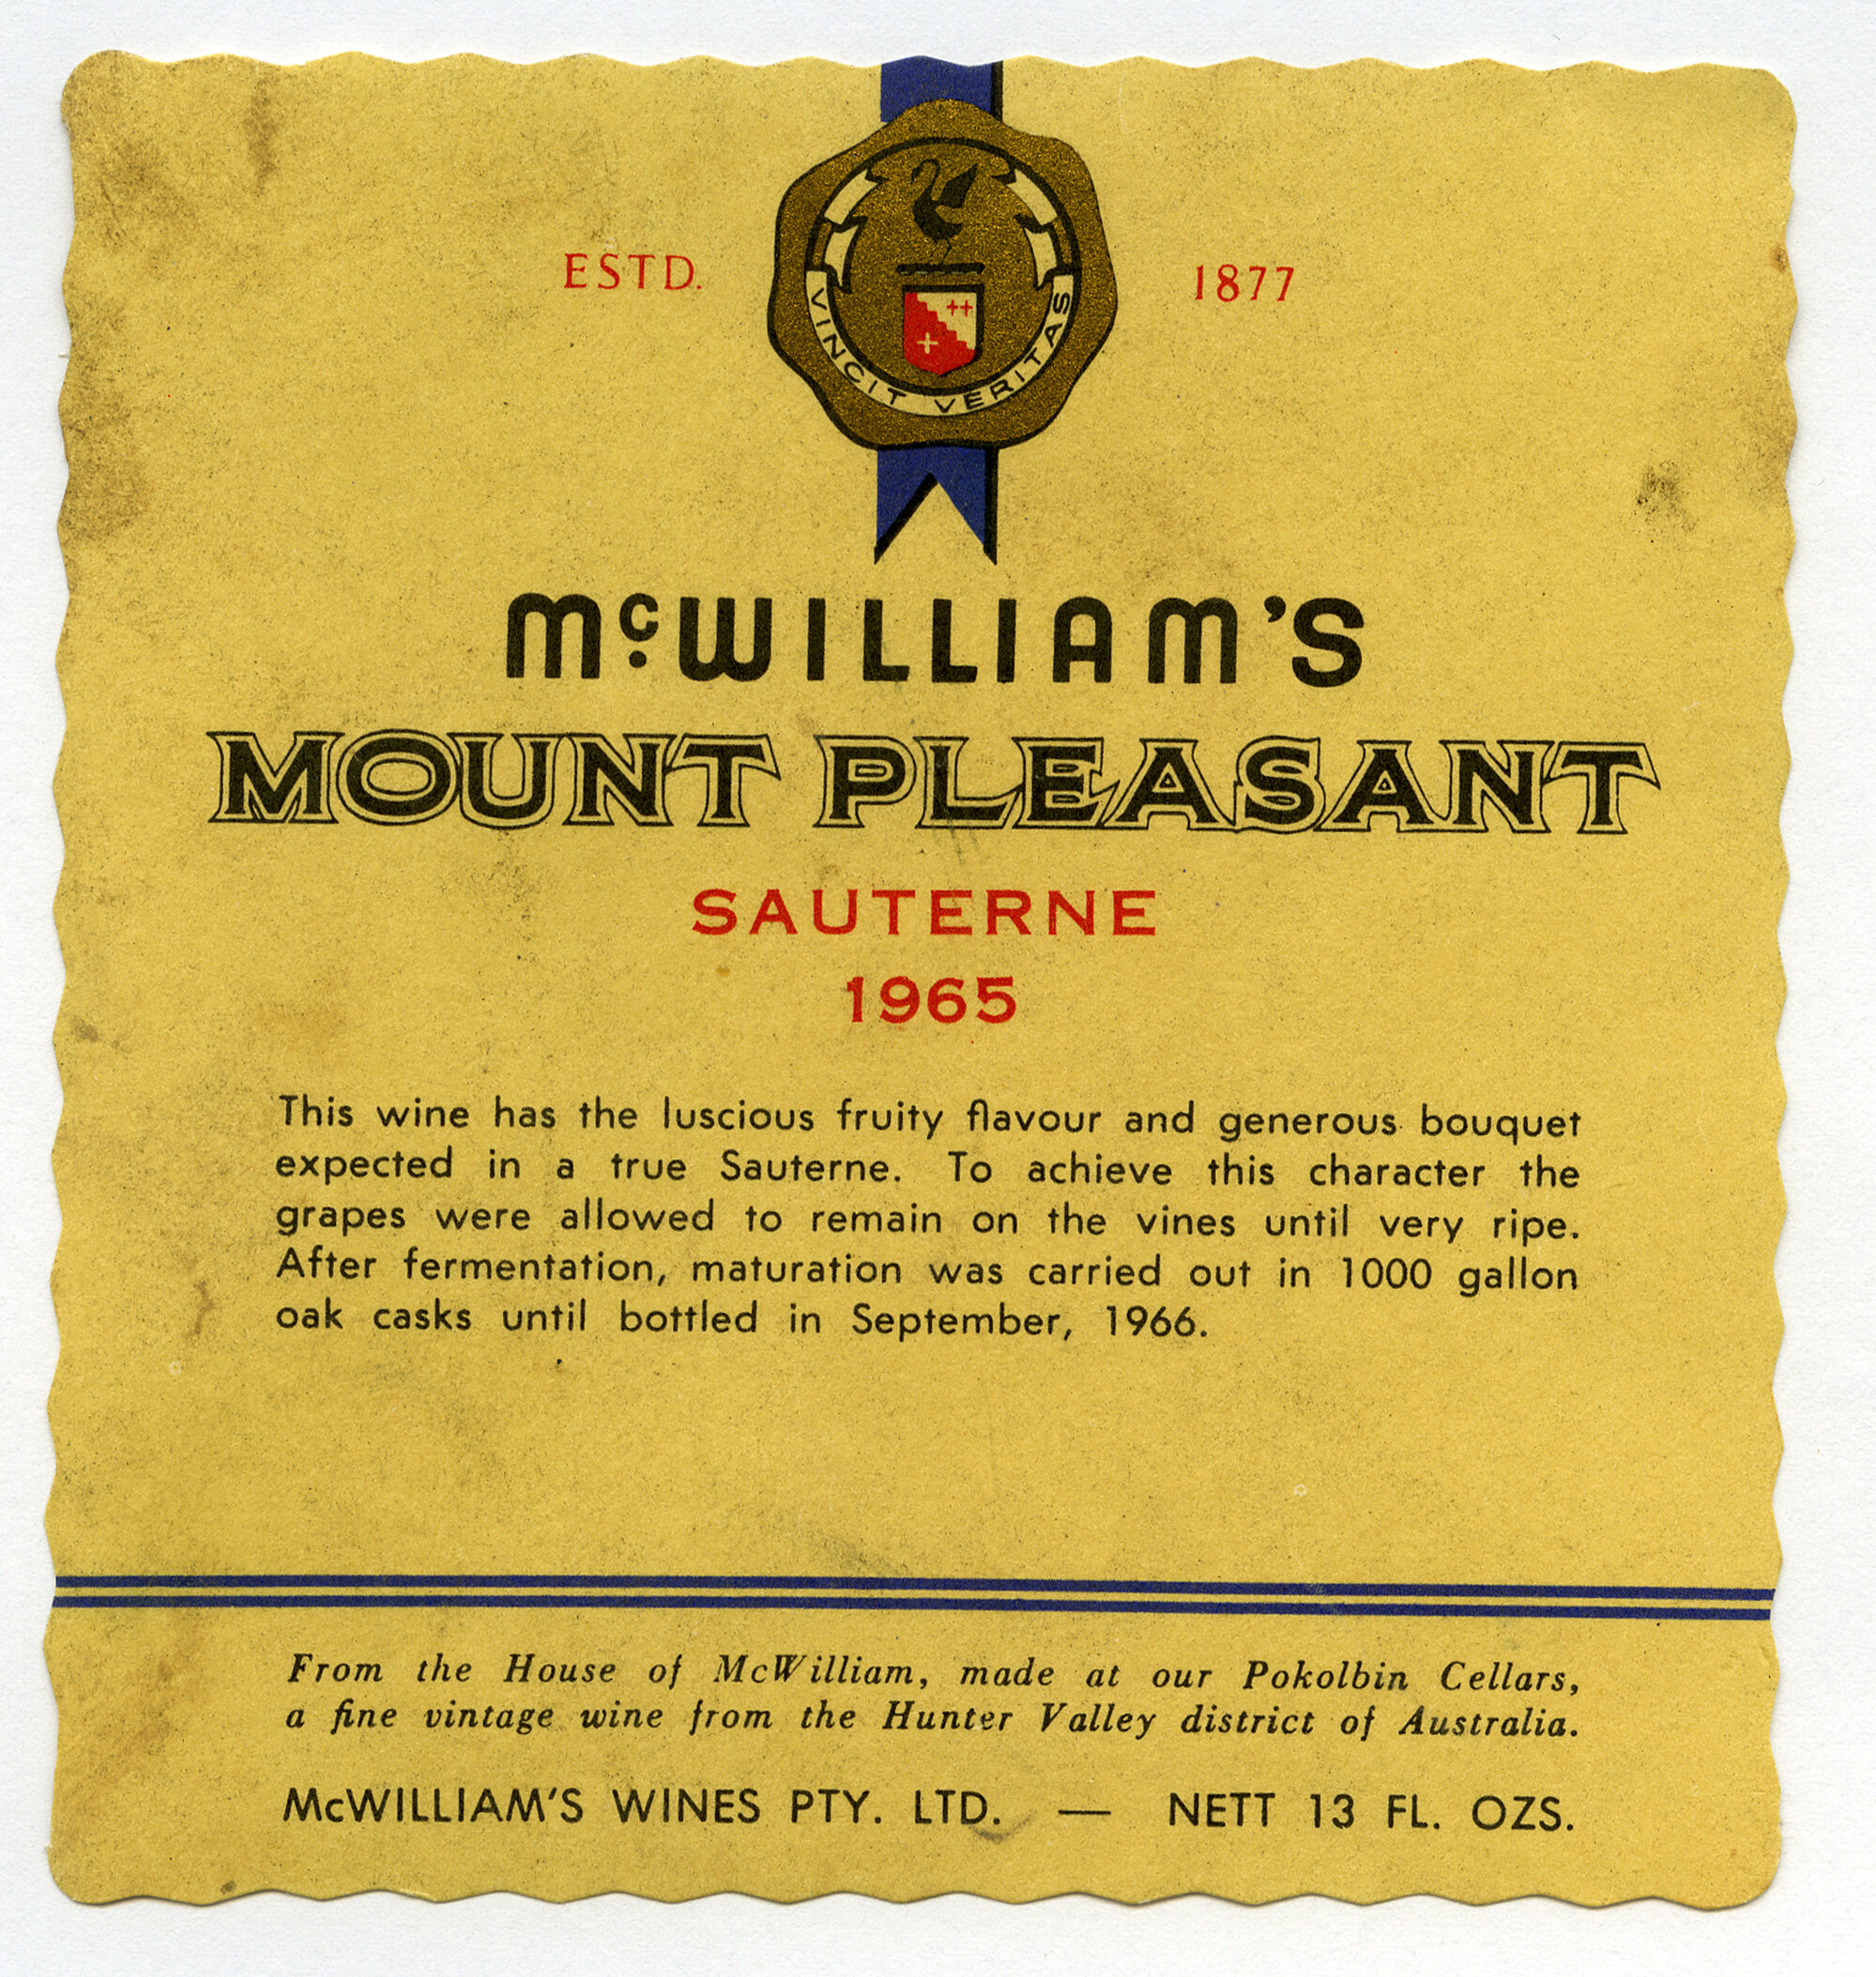 ESTD. 1877
VINCIT VERITAS
McWILLIAM'S
MOUNT PLEASANT
SAUTERNE
1965
This wine has the luscious fruity flavour and generous bouquet
expected in a true Sauterne. To achieve this character the
grapes were allowed to remain on the vines until very ripe.
After fermentation, maturation was carried out in 1000 gallon
oak casks until bottled in September, 1966.
From the House of McWilliam, made at our Pokolbin Cellars,
a fine vintage wine from the Hunter Valley district of Australia.
McWILLIAM'S WINES PTY. LTD. — NETT 13 FL. OZS.